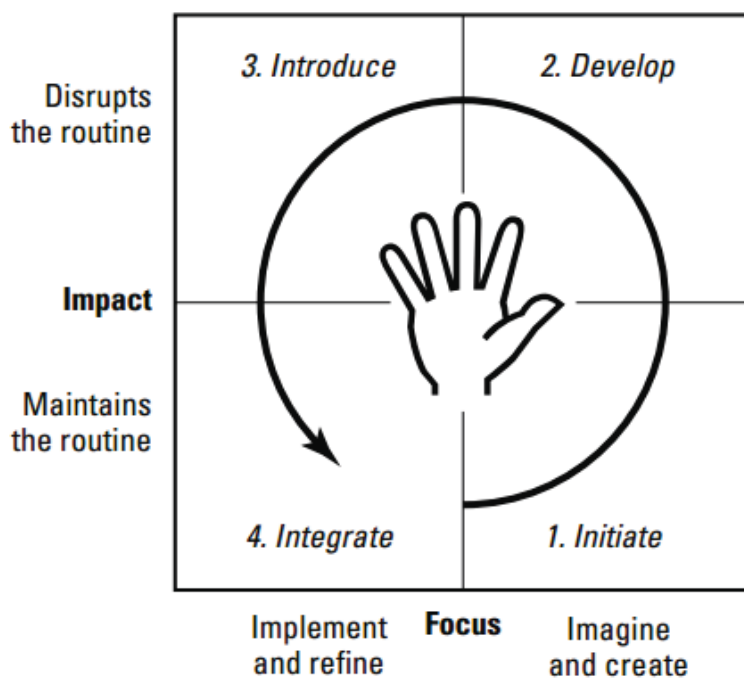 3. Introduce
2. Develop
Disrupts
the routine
Impact
Maintains
the routine
4. Integrate
1. Initiate
Implement
and refine
Focus
Imagine
and create